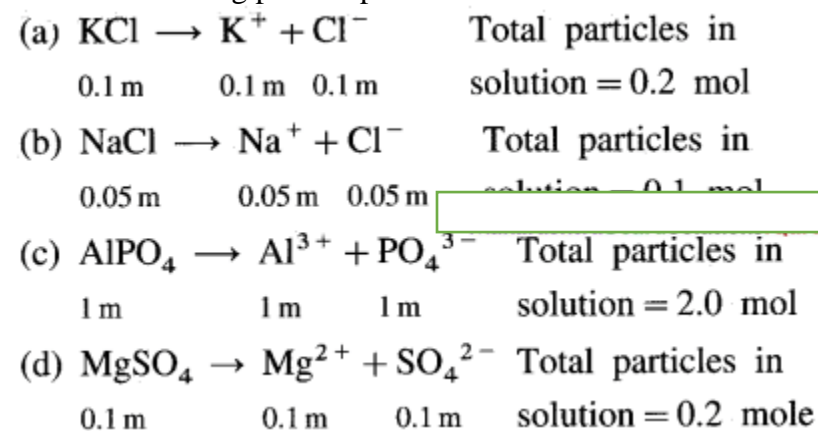 (a) KCl → K⁺ + Cl⁻ Total particles in
0.1 m 0.1 m 0.1 m solution = 0.2 mol
(b) NaCl → Na⁺ + Cl⁻ Total particles in
0.05 m 0.05 m 0.05 m
(c) AlPO₄ → Al³⁺ + PO₄³⁻ Total particles in
1 m 1 m 1 m solution = 2.0 mol
(d) MgSO₄ → Mg²⁺ + SO₄²⁻ Total particles in
0.1 m 0.1 m 0.1 m solution = 0.2 mole